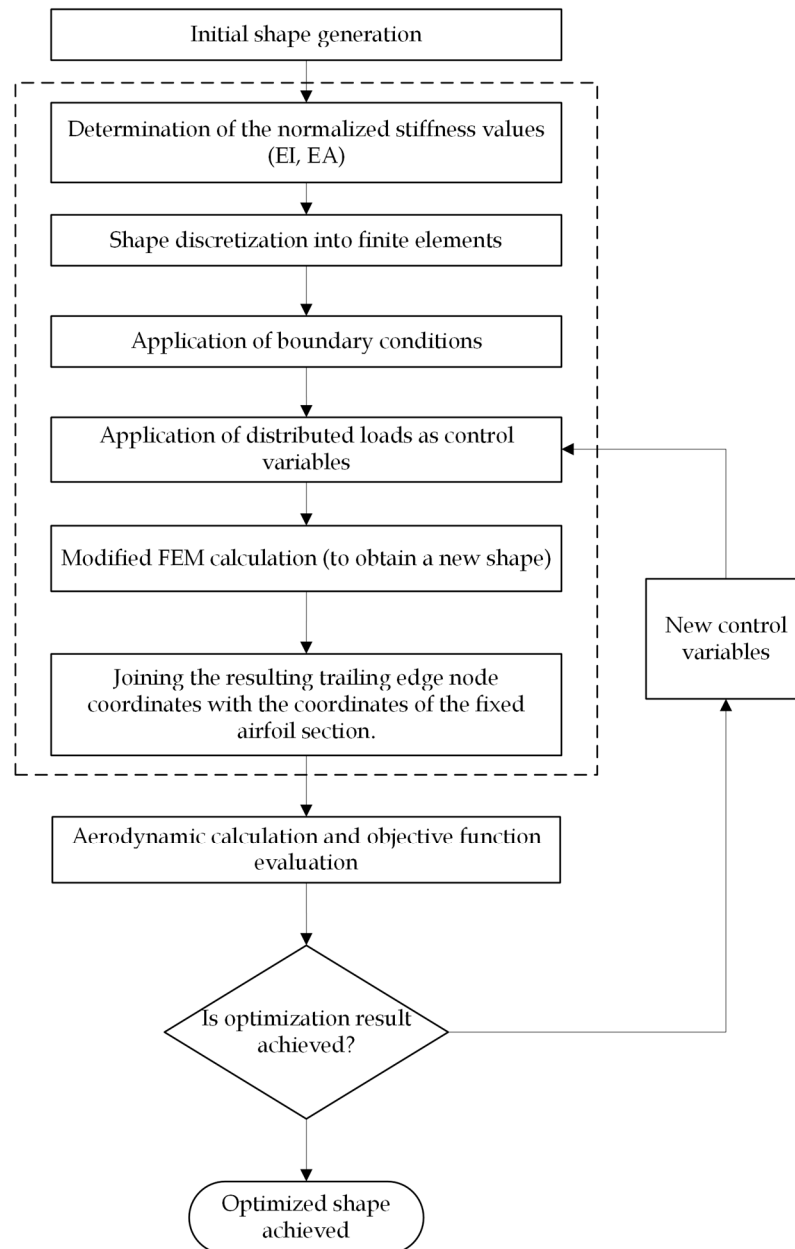 Initial shape generation
Determination of the normalized stiffness values
(EI, EA)
Shape discretization into finite elements
Application of boundary conditions
Application of distributed loads as control
variables
Modified FEM calculation (to obtain a new shape)
Joining the resulting trailing edge node
coordinates with the coordinates of the fixed
airfoil section.
New control
variables
Aerodynamic calculation and objective function
evaluation
Is optimization result
achieved?
Optimized shape
achieved